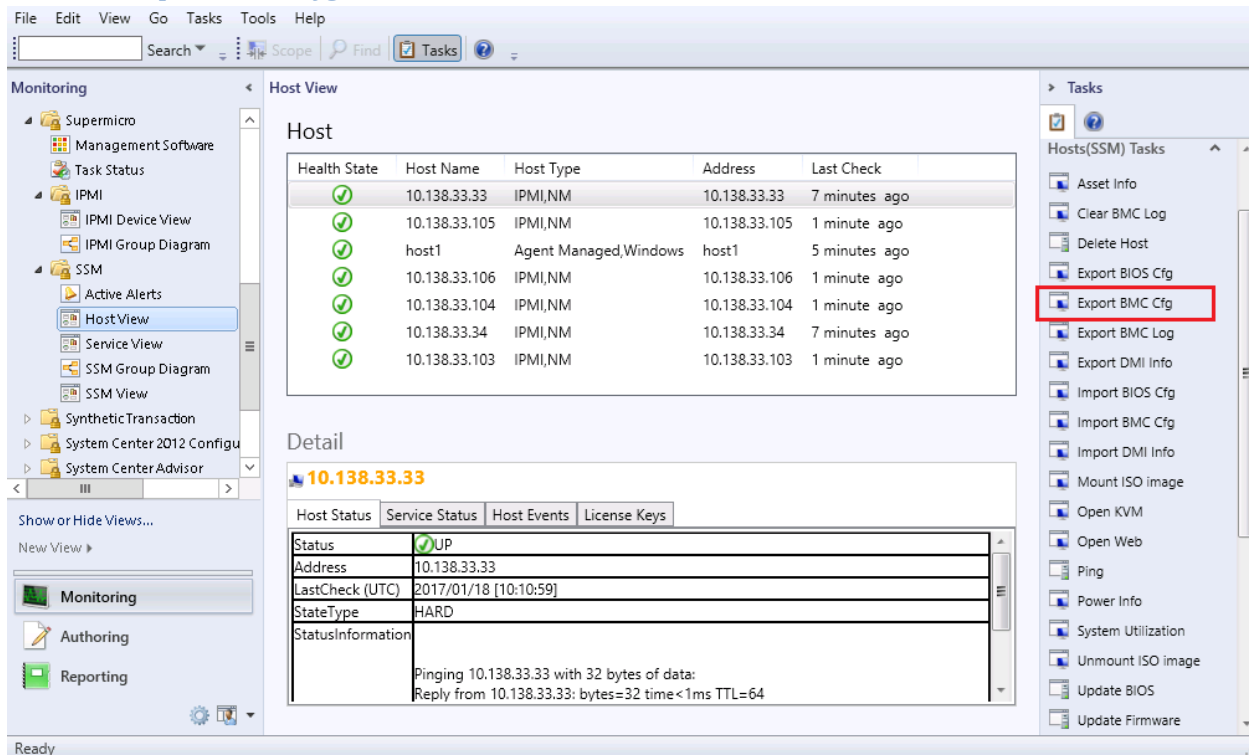 File Edit View Go Tasks Tools Help
Search Scope Find Tasks
Monitoring
Supermicro
Management Software
Task Status
IPMI
IPMI Device View
IPMI Group Diagram
SSM
Active Alerts
Host View
Service View
SSM Group Diagram
SSM View
Synthetic Transaction
System Center 2012 Configu
System Center Advisor
Show or Hide Views...
New View
Monitoring
Authoring
Reporting
Host View
Host
Health State Host Name Host Type Address Last Check
10.138.33.33 IPMI,NM 10.138.33.33 7 minutes ago
10.138.33.105 IPMI,NM 10.138.33.105 1 minute ago
host1 Agent Managed,Windows host1 5 minutes ago
10.138.33.106 IPMI,NM 10.138.33.106 1 minute ago
10.138.33.104 IPMI,NM 10.138.33.104 1 minute ago
10.138.33.34 IPMI,NM 10.138.33.34 7 minutes ago
10.138.33.103 IPMI,NM 10.138.33.103 1 minute ago
Detail
10.138.33.33
Host Status Service Status Host Events License Keys
Status UP
Address 10.138.33.33
LastCheck (UTC) 2017/01/18 [10:10:59]
StateType HARD
StatusInformation
Pinging 10.138.33.33 with 32 bytes of data:
Reply from 10.138.33.33: bytes=32 time<1ms TTL=64
Tasks
Hosts(SSM) Tasks
Asset Info
Clear BMC Log
Delete Host
Export BIOS Cfg
Export BMC Cfg
Export BMC Log
Export DMI Info
Import BIOS Cfg
Import BMC Cfg
Import DMI Info
Mount ISO image
Open KVM
Open Web
Ping
Power Info
System Utilization
Unmount ISO image
Update BIOS
Update Firmware
Ready